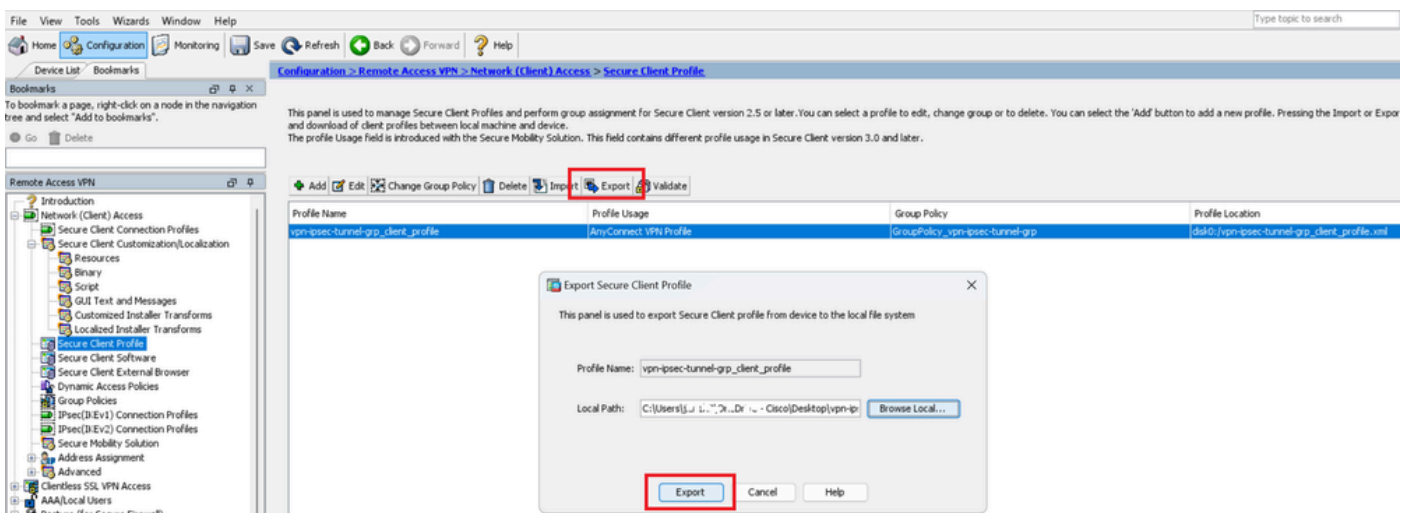 File View Tools Wizards Window Help
Type topic to search
Home Configuration Monitoring Save Refresh Back Forward Help
Device List Bookmarks
Configuration > Remote Access VPN > Network (Client) Access > Secure Client Profile
Bookmarks
To bookmark a page, right-click on a node in the navigation
tree and select "Add to bookmarks".
Go Delete
This panel is used to manage Secure Client Profiles and perform group assignment for Secure Client version 2.5 or later.You can select a profile to edit, change group or to delete. You can select the 'Add' button to add a new profile. Pressing the Import or Expor
and download of client profiles between local machine and device.
The profile Usage field is introduced with the Secure Mobility Solution. This field contains different profile usage in Secure Client version 3.0 and later.
Remote Access VPN
Add Edit Change Group Policy Delete Import Export Validate
Profile Name Profile Usage Group Policy Profile Location
vpn-ipsec-tunnel-grp_client_profile AnyConnect VPN Profile GroupPolicy_vpn-ipsec-tunnel-grp disk0:/vpn-ipsec-tunnel-grp_client_profile.xml
Introduction
Network (Client) Access
Secure Client Connection Profiles
Secure Client Customization/Localization
Resources
Binary
Script
GUI Text and Messages
Customized Installer Transforms
Localized Installer Transforms
Secure Client Profile
Secure Client Software
Secure Client External Browser
Dynamic Access Policies
Group Policies
IPsec(IKEv1) Connection Profiles
IPsec(IKEv2) Connection Profiles
Secure Mobility Solution
Address Assignment
Advanced
Clientless SSL VPN Access
AAA/Local Users
Export Secure Client Profile
This panel is used to export Secure Client profile from device to the local file system
Profile Name: vpn-ipsec-tunnel-grp_client_profile
Local Path: C:\Users\ - Cisco\Desktop\vpn-ip Browse Local...
Export Cancel Help